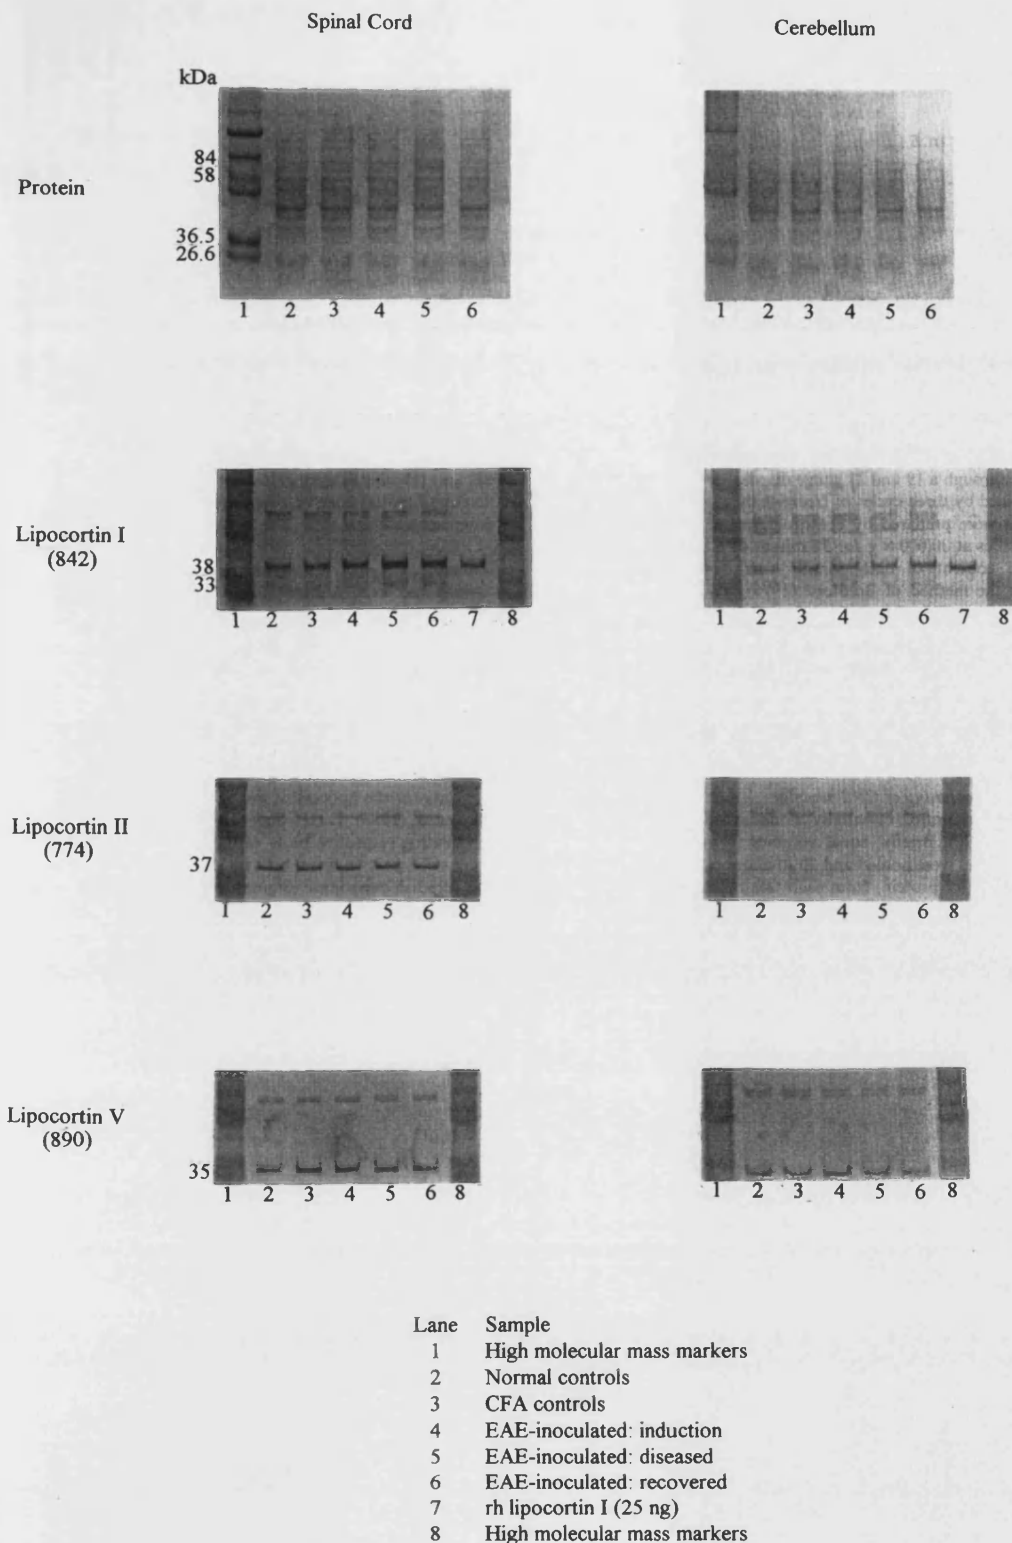 Spinal Cord
Cerebellum
kDa
84
58
Protein
36.5
26.6
1 2 3 4 5 6
1 2 3 4 5 6
Lipocortin I
(842)
38
33
1 2 3 4 5 6 7 8
1 2 3 4 5 6 7 8
Lipocortin II
(774)
37
1 2 3 4 5 6 8
1 2 3 4 5 6 8
Lipocortin V
(890)
35
1 2 3 4 5 6 8
1 2 3 4 5 6 8
Lane Sample
1 High molecular mass markers
2 Normal controls
3 CFA controls
4 EAE-inoculated: induction
5 EAE-inoculated: diseased
6 EAE-inoculated: recovered
7 rh lipocortin I (25 ng)
8 High molecular mass markers